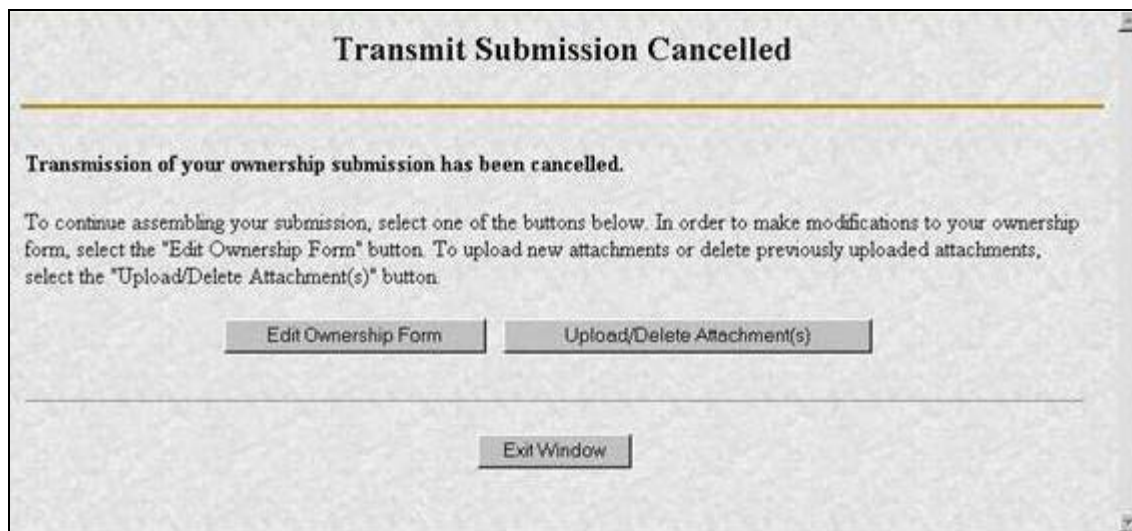 Transmit Submission Cancelled
Transmission of your ownership submission has been cancelled.
To continue assembling your submission, select one of the buttons below. In order to make modifications to your ownership
form, select the "Edit Ownership Form" button. To upload new attachments or delete previously uploaded attachments,
select the "Upload/Delete Attachment(s)" button.
Edit Ownership Form Upload/Delete Attachment(s)
Exit Window